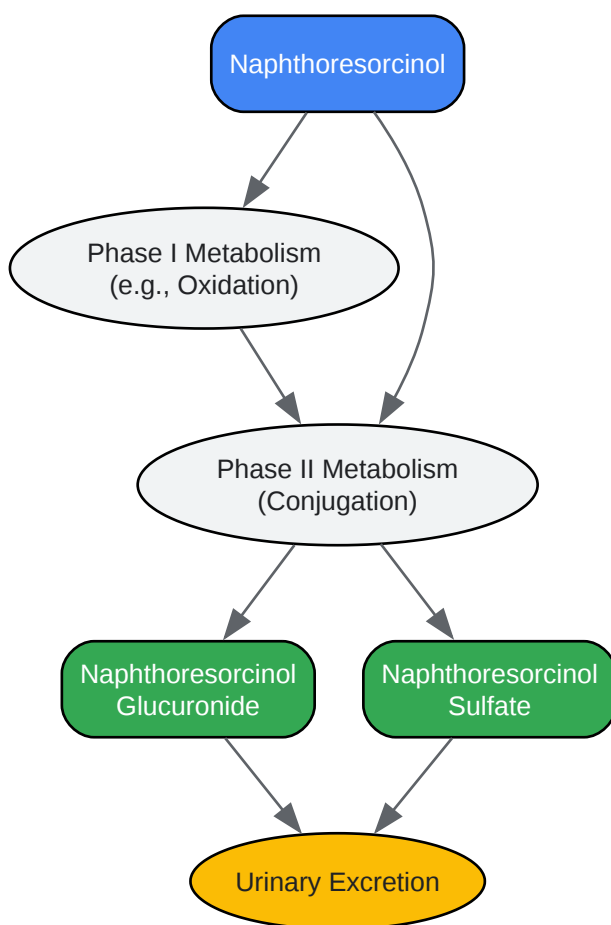 Naphthoresorcinol
Phase I Metabolism
(e.g., Oxidation)
Phase II Metabolism
(Conjugation)
Naphthoresorcinol
Glucuronide
Naphthoresorcinol
Sulfate
Urinary Excretion